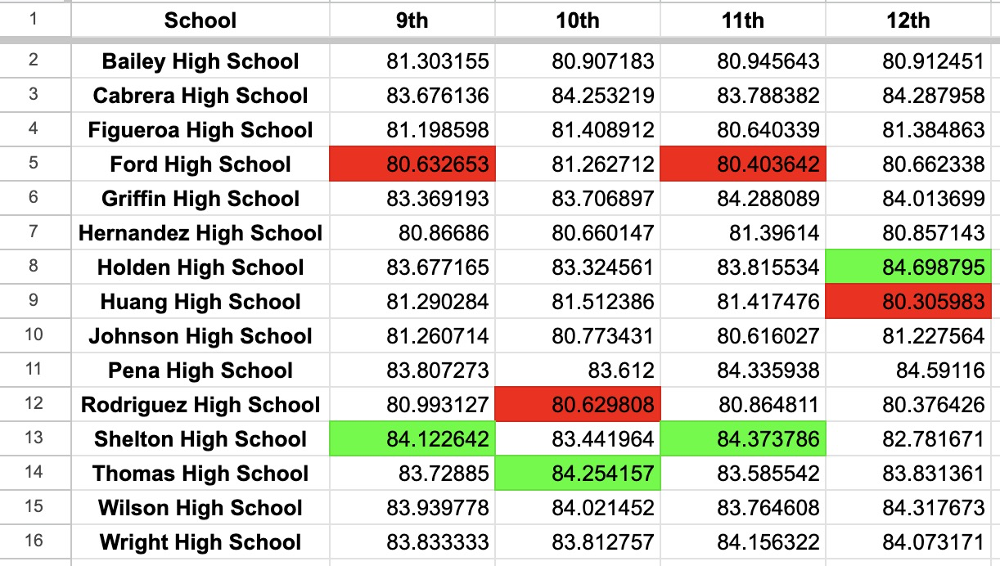 1 School 9th 10th 11th 12th
2 Bailey High School 81.303155 80.907183 80.945643 80.912451
3 Cabrera High School 83.676136 84.253219 83.788382 84.287958
4 Figueroa High School 81.198598 81.408912 80.640339 81.384863
5 Ford High School 80.632653 81.262712 80.403642 80.662338
6 Griffin High School 83.369193 83.706897 84.288089 84.013699
7 Hernandez High School 80.86686 80.660147 81.39614 80.857143
8 Holden High School 83.677165 83.324561 83.815534 84.698795
9 Huang High School 81.290284 81.512386 81.417476 80.305983
10 Johnson High School 81.260714 80.773431 80.616027 81.227564
11 Pena High School 83.807273 83.612 84.335938 84.59116
12 Rodriguez High School 80.993127 80.629808 80.864811 80.376426
13 Shelton High School 84.122642 83.441964 84.373786 82.781671
14 Thomas High School 83.72885 84.254157 83.585542 83.831361
15 Wilson High School 83.939778 84.021452 83.764608 84.317673
16 Wright High School 83.833333 83.812757 84.156322 84.073171